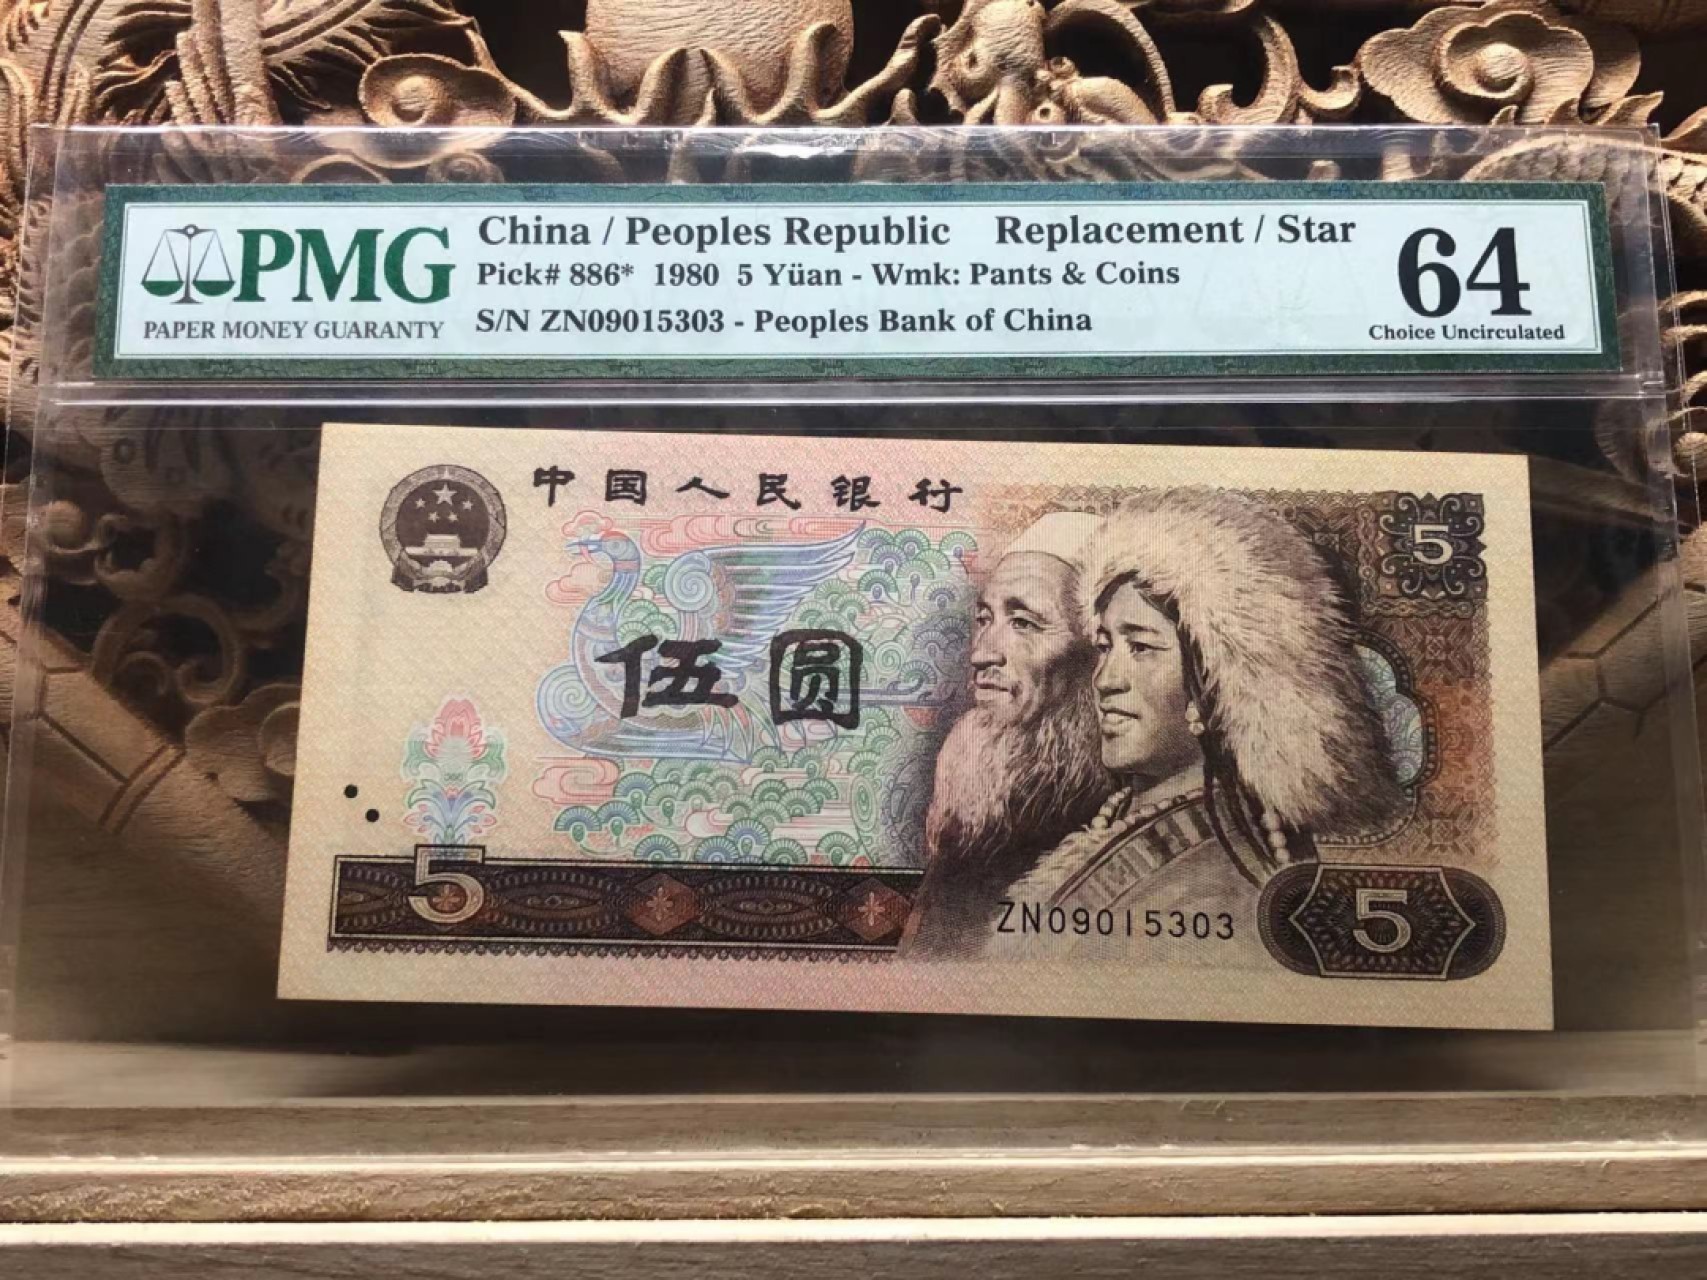 PMG
PAPER MONEY GUARANTY
China / Peoples Republic Replacement / Star
Pick# 886* 1980 5 Yüan - Wmk: Pants & Coins
S/N ZN09015303 - Peoples Bank of China
64
Choice Uncirculated
中国人民银行
5
伍圆
5
ZN09015303
5